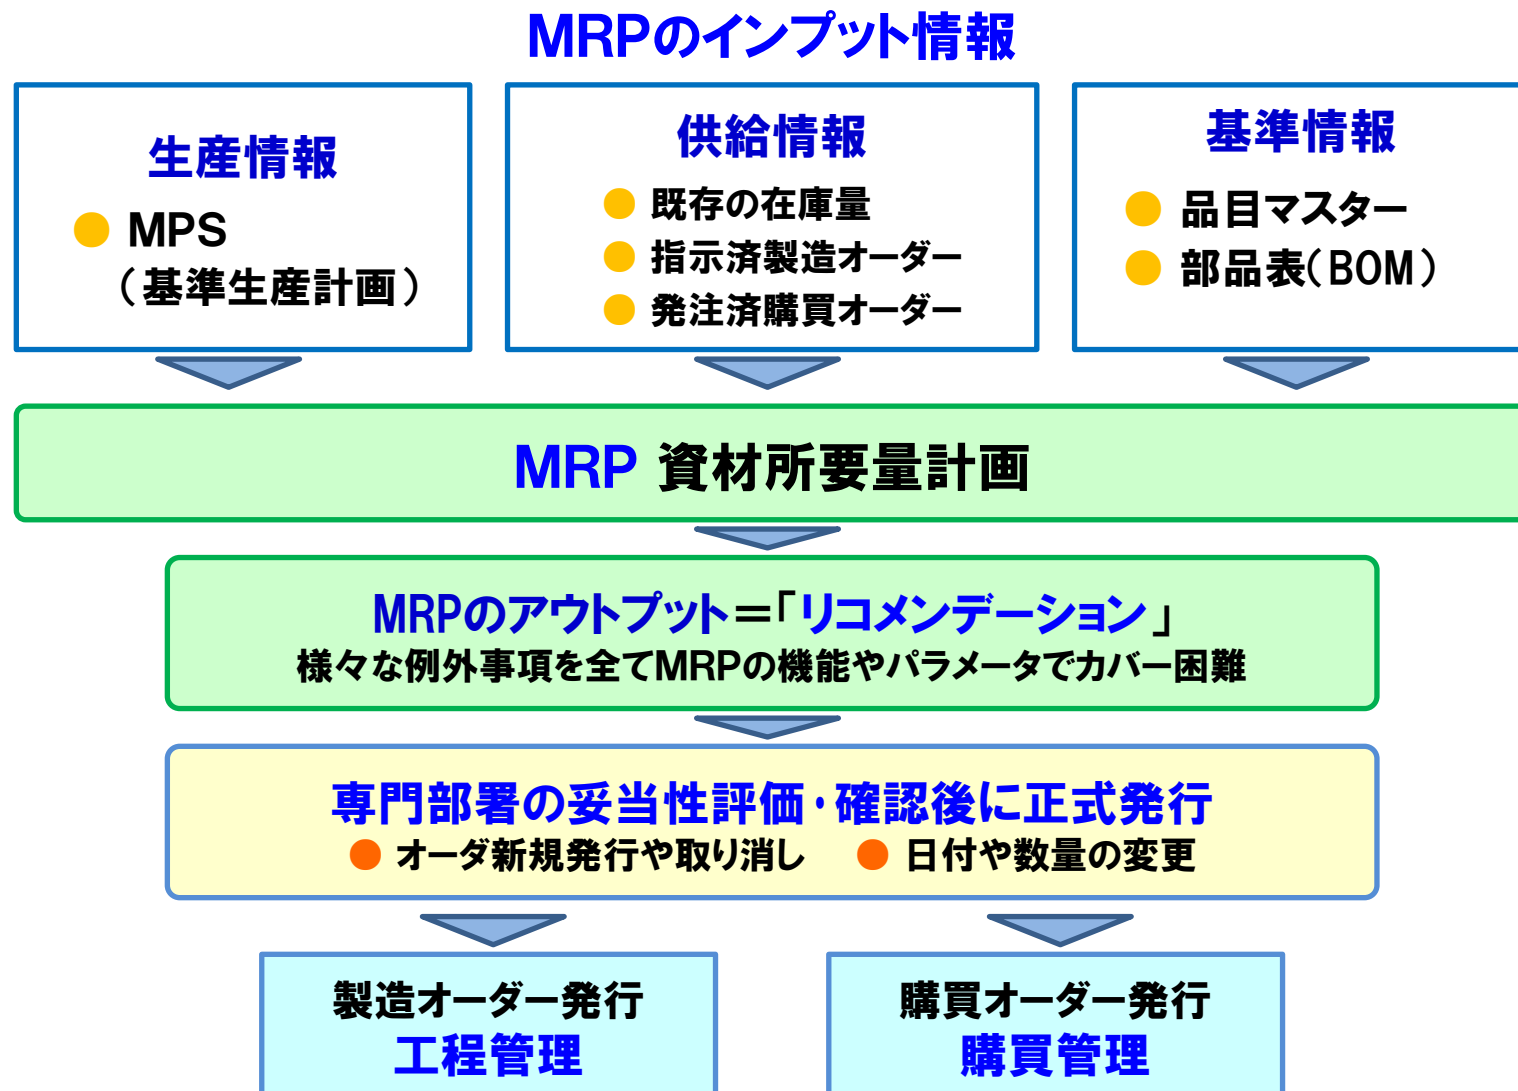 MRPのインプット情報
生産情報
MPS
（基準生産計画）
供給情報
既存の在庫量
指示済製造オーダー
発注済購買オーダー
基準情報
品目マスター
部品表(BOM)
MRP 資材所要量計画
MRPのアウトプット＝「リコメンデーション」
様々な例外事項を全てMRPの機能やパラメータでカバー困難
専門部署の妥当性評価・確認後に正式発行
オーダ新規発行や取り消し 日付や数量の変更
製造オーダー発行
工程管理
購買オーダー発行
購買管理